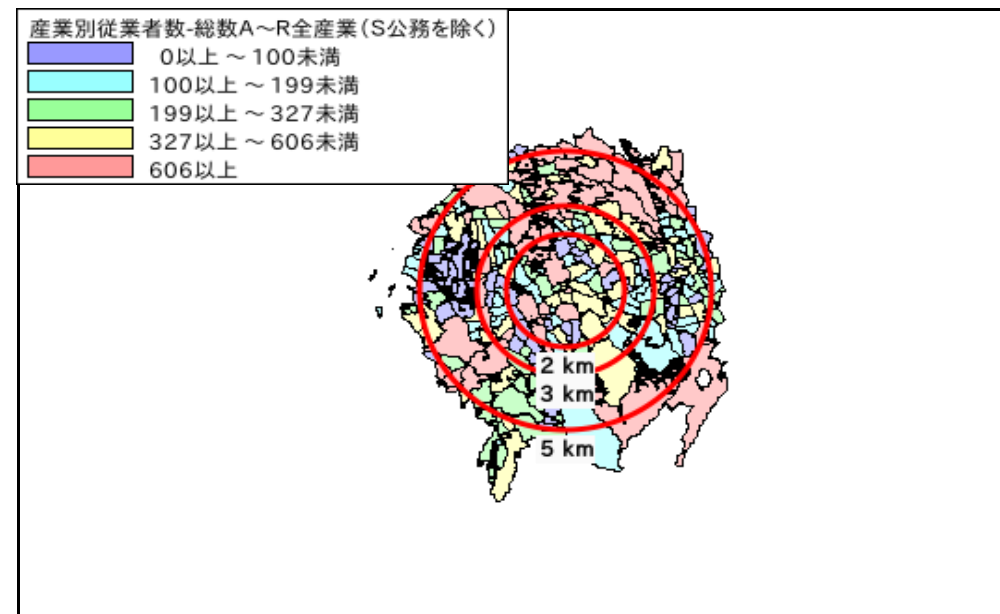 産業別従業者数-総数A～R全産業（S公務を除く）
0以上 ～ 100未満
100以上 ～ 199未満
199以上 ～ 327未満
327以上 ～ 606未満
606以上
2 km
3 km
5 km